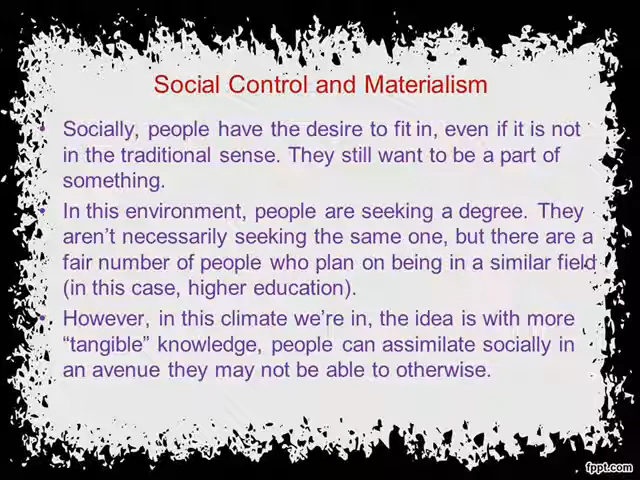 Social Control and Materialism
• Socially, people have the desire to fit in, even if it is not
in the traditional sense. They still want to be a part of
something.
• In this environment, people are seeking a degree. They
aren’t necessarily seeking the same one, but there are a
fair number of people who plan on being in a similar field
(in this case, higher education).
• However, in this climate we’re in, the idea is with more
“tangible” knowledge, people can assimilate socially in
an avenue they may not be able to otherwise.
fppt.com